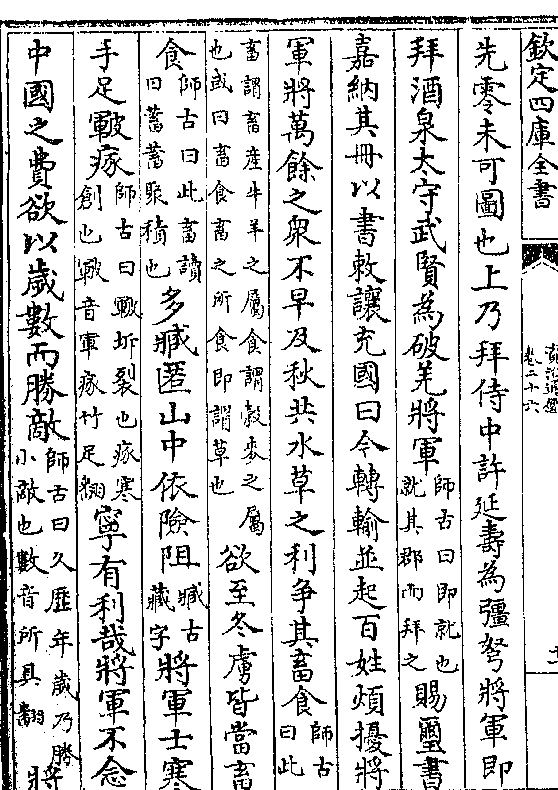 欽定四庫全書
卷二十六
先零未可圖也上乃拜侍中許延壽為彊弩將軍即
拜酒泉太守武賢為破羌將軍師古曰即就也就其郡而拜之賜璽書
嘉納其冊以書敕讓充國曰今轉輸並起百姓煩擾將
軍將萬餘之衆不早及秋共水草之利争其畜食師古曰此
畜謂畜産牛羊之屬食謂穀麥之屬也或曰畜食畜之所食即謂草也欲至冬虜皆當畜
食師古曰此畜讀曰蓄蓄聚積也多臧匿山中依險阻臧古藏字將軍士寒
手足皸瘃師古曰皸坼裂也瘃寒創也皸音軍瘃竹足翻寧有利哉將軍不念
中國之費欲以歲數而勝敵師古曰久歷年歲乃勝小敵也數音所具翻將